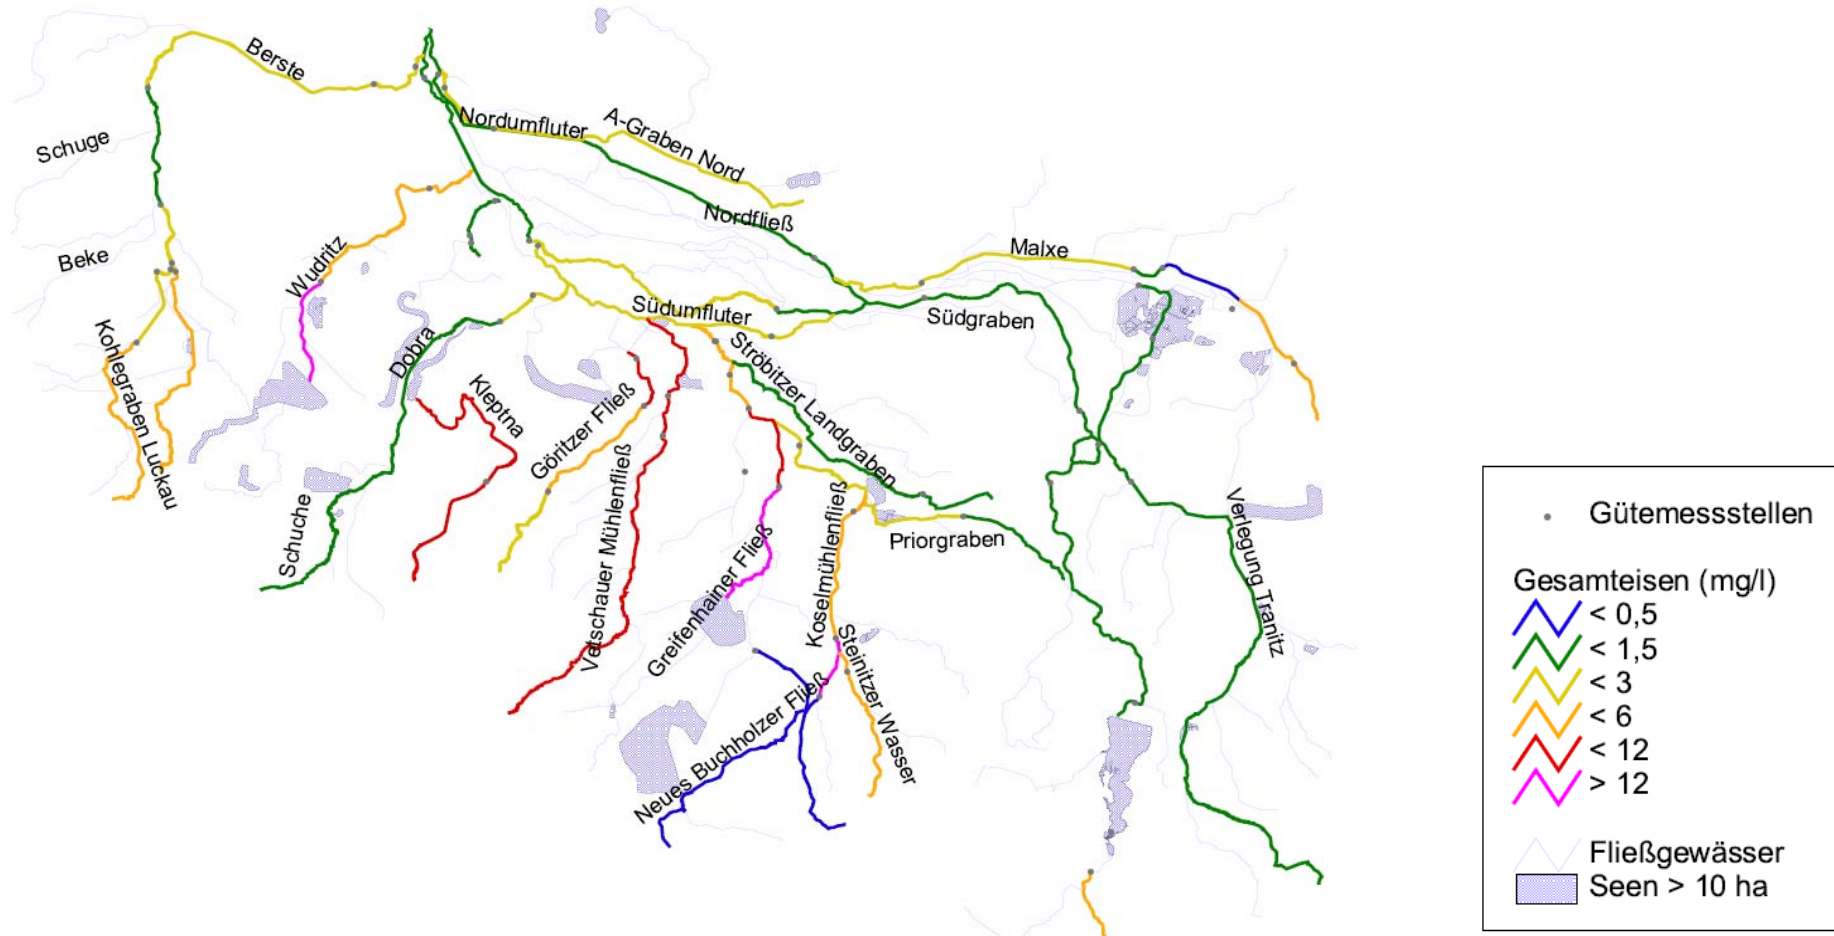 Berste
Schuge
Beke
Nordumfluter
A-Graben Nord
Nordfließ
Malxe
Wudritz
Südumfluter
Südgraben
Kohlegraben Luckau
Dobra
Ströbitzer Landgraben
Kleptna
Göritzer Fließ
Schuche
Vetschauer Mühlenfließ
Greifenhainer Fließ
Koselmühlenfließ
Priorgraben
Verlegung Tranitz
Steinitzer Wasser
Neues Buchholzer Fließ
Gütemessstellen
Gesamteisen (mg/l)
< 0,5
< 1,5
< 3
< 6
< 12
> 12
Fließgewässer
Seen > 10 ha